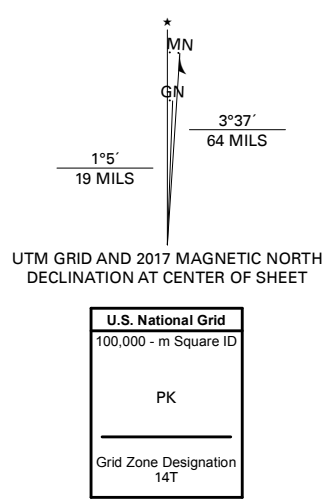 ★
MN
GN
3°37´
64 MILS
1°5´
19 MILS
UTM GRID AND 2017 MAGNETIC NORTH
DECLINATION AT CENTER OF SHEET
U.S. National Grid
100,000 - m Square ID
PK
Grid Zone Designation
14T